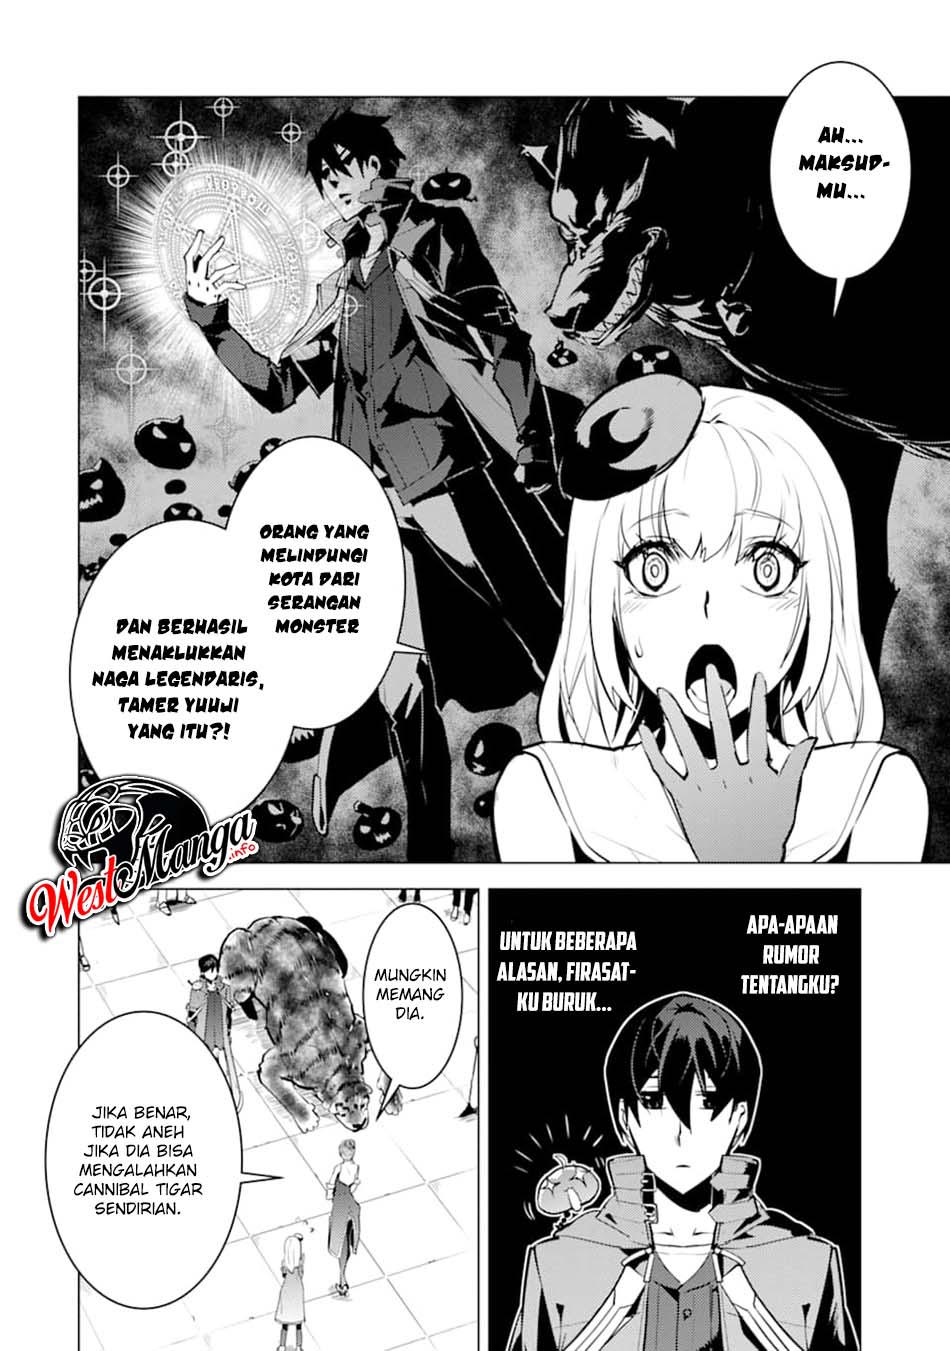 AH...
MAKSUD-
MU...
ORANG YANG
MELINDUNGI
KOTA DARI
SERANGAN
MONSTER
DAN BERHASIL
MENAKLUKKAN
NAGA LEGENDARIS,
TAMER YUUJI
YANG ITU?!
WestManga
.info
APA-APAAN
RUMOR
TENTANGKU?
UNTUK BEBERAPA
ALASAN, FIRASAT-
KU BURUK...
MUNGKIN
MEMANG
DIA.
JIKA BENAR,
TIDAK ANEH
JIKA DIA BISA
MENGALAHKAN
CANNIBAL TIGAR
SENDIRIAN.